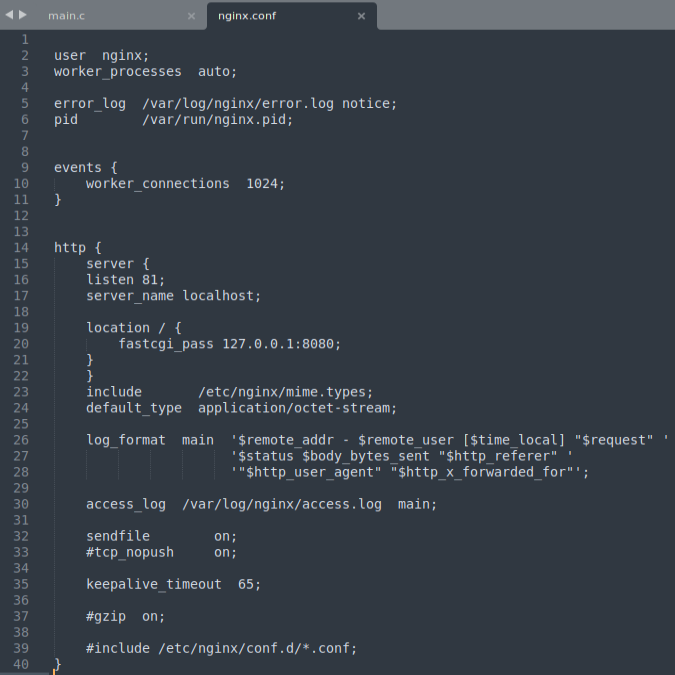 main.c × nginx.conf ×
1
2 user  nginx;
3 worker_processes  auto;
4
5 error_log  /var/log/nginx/error.log notice;
6 pid        /var/run/nginx.pid;
7
8
9 events {
10     worker_connections  1024;
11 }
12
13
14 http {
15     server {
16     listen 81;
17     server_name localhost;
18
19     location / {
20         fastcgi_pass 127.0.0.1:8080;
21     }
22     }
23     include       /etc/nginx/mime.types;
24     default_type  application/octet-stream;
25
26     log_format  main  '$remote_addr - $remote_user [$time_local] "$request" '
27                       '$status $body_bytes_sent "$http_referer" '
28                       '"$http_user_agent" "$http_x_forwarded_for"';
29
30     access_log  /var/log/nginx/access.log  main;
31
32     sendfile        on;
33     #tcp_nopush     on;
34
35     keepalive_timeout  65;
36
37     #gzip  on;
38
39     #include /etc/nginx/conf.d/*.conf;
40 }